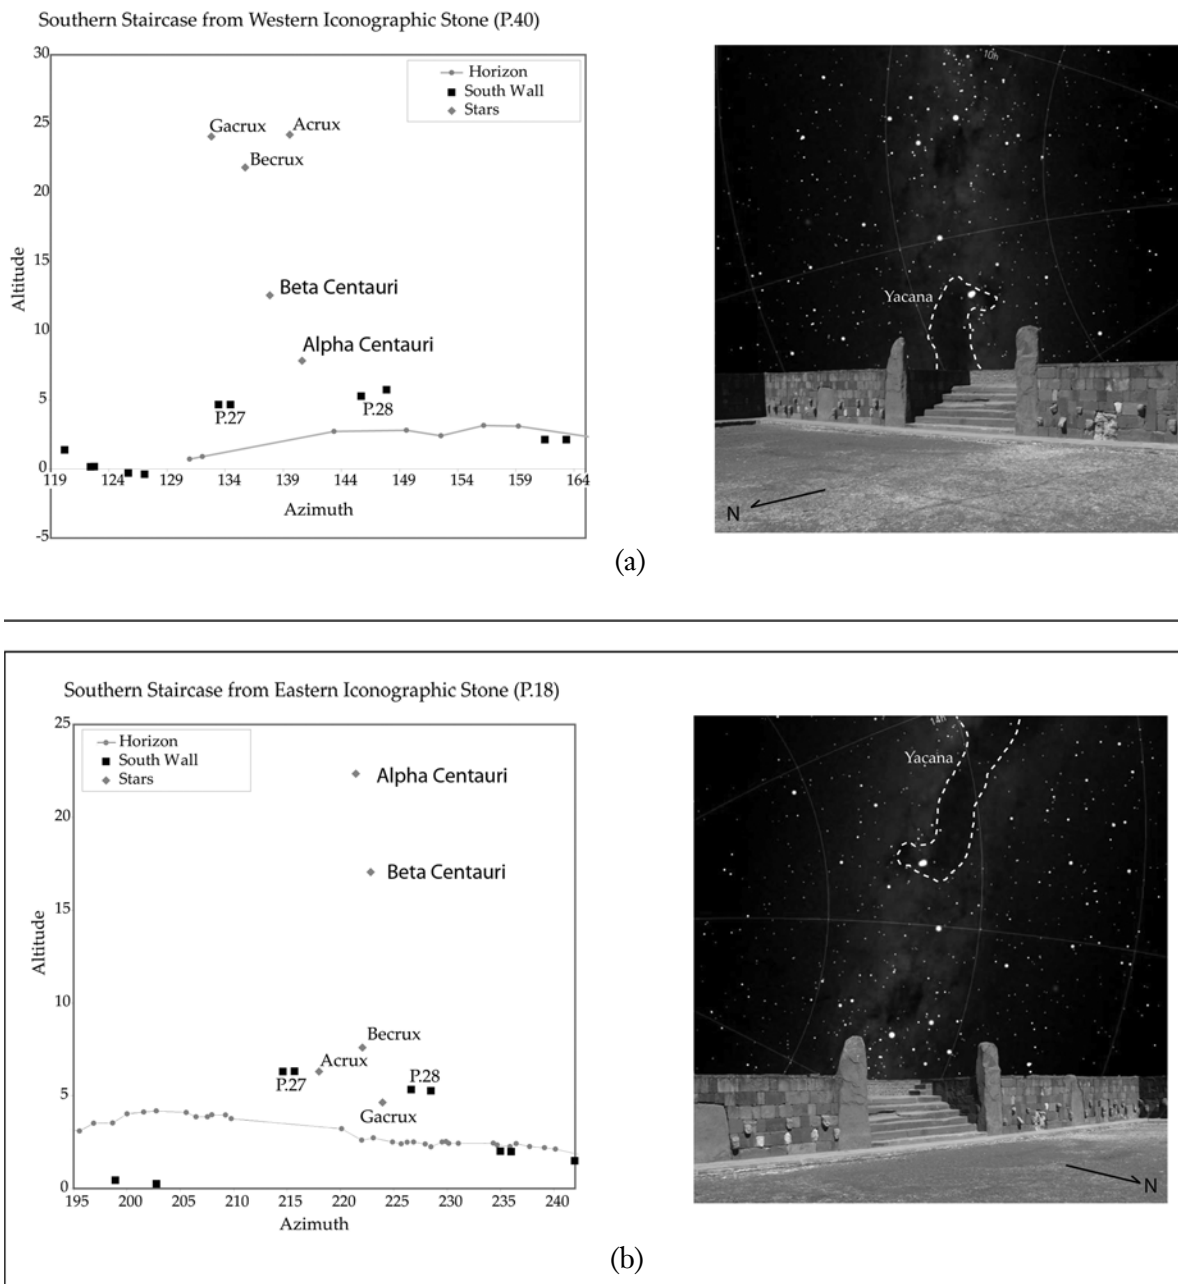 Southern Staircase from Western Iconographic Stone (P.40)
30
25
20
15
10
5
0
-5
Altitude
Horizon
South Wall
Stars
Gacrux
Acrux
Becrux
Beta Centauri
Alpha Centauri
P.27
P.28
119 124 129 134 139 144 149 154 159 164
Azimuth
10h
Yacana
N
(a)
Southern Staircase from Eastern Iconographic Stone (P.18)
25
20
15
10
5
0
Altitude
Horizon
South Wall
Stars
Alpha Centauri
Beta Centauri
Becrux
Acrux
P.27
P.28
Gacrux
195 200 205 210 215 220 225 230 235 240
Azimuth
14h
Yacana
N
(b)